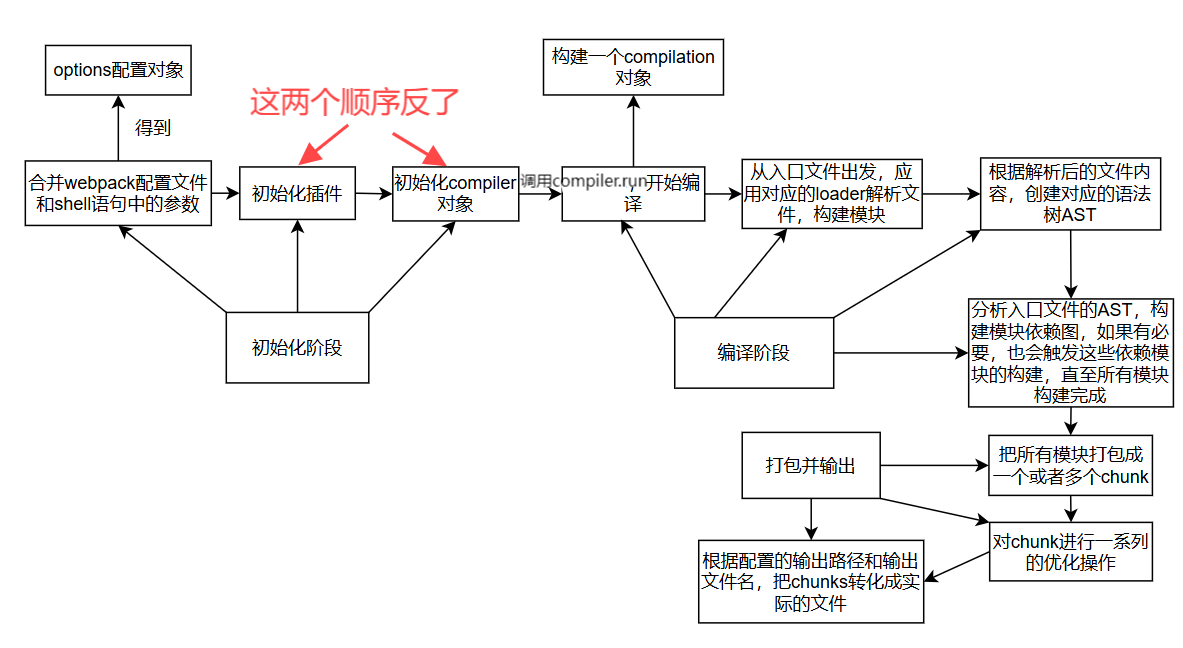 options配置对象
得到
合并webpack配置文件
和shell语句中的参数
这两个顺序反了
初始化插件
初始化compiler
对象
构建一个compilation
对象
调用compiler.run，开始编
译
从入口文件出发，应
用对应的loader解析文
件，构建模块
根据解析后的文件内
容，创建对应的语法
树AST
初始化阶段
编译阶段
分析入口文件的AST，构
建模块依赖图，如果有必
要，也会触发这些依赖模
块的构建，直至所有模块
构建完成
打包并输出
把所有模块打包成
一个或者多个chunk
对chunk进行一系列
的优化操作
根据配置的输出路径和输出
文件名，把chunks转化成实
际的文件